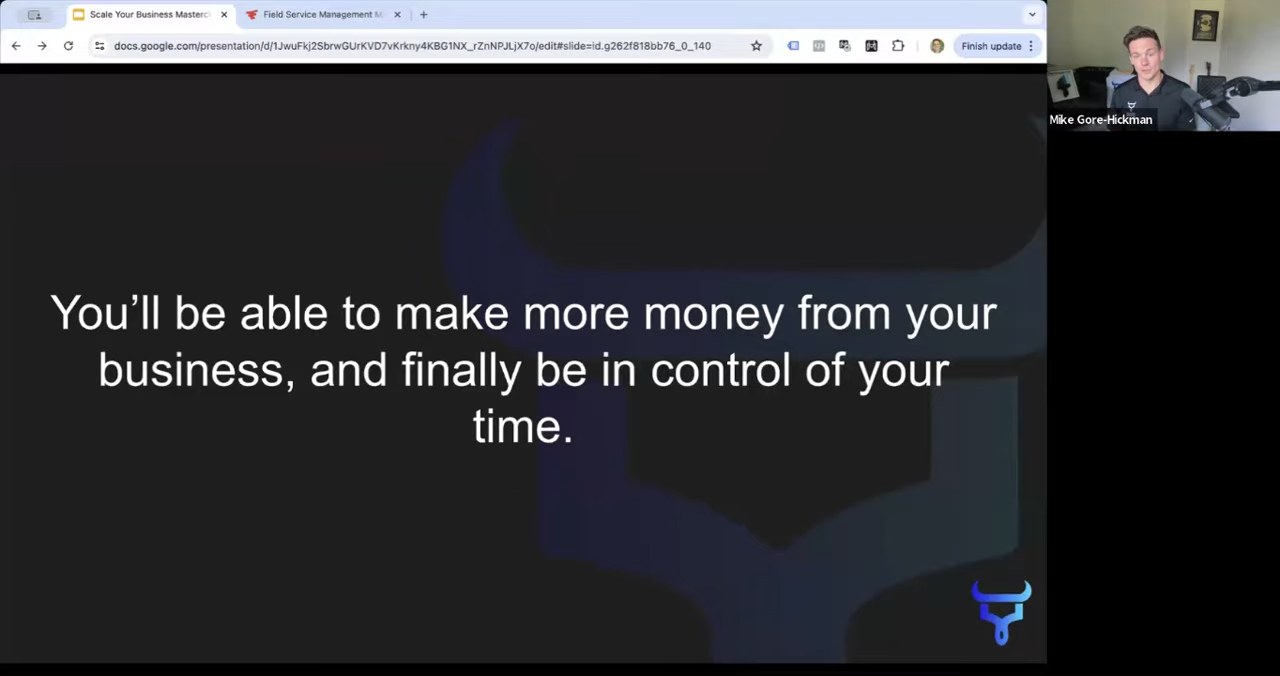 Scale Your Business Mastercl
Field Service Management M
docs.google.com/presentation/d/1JwuFkj2SbrwGUrKVD7vKrkny4KBG1NX_rZnNPJLjX7o/edit#slide=id.g262f818bb76_0_140
Finish update
Mike Gore-Hickman
You’ll be able to make more money from your
business, and finally be in control of your
time.